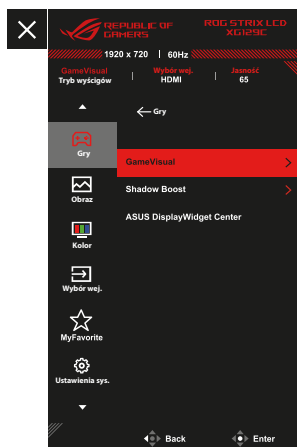 REPUBLIC OF
GAMERS
ROG STRIX LCD
XG129C
1920 x 720 | 60Hz
GameVisual
Tryb wyścigów
Wybór wej.
HDMI
Jasność
65
Gry
Gry
GameVisual
Shadow Boost
Obraz
ASUS DisplayWidget Center
Kolor
Wybór wej.
MyFavorite
Ustawienia sys.
Back
Enter